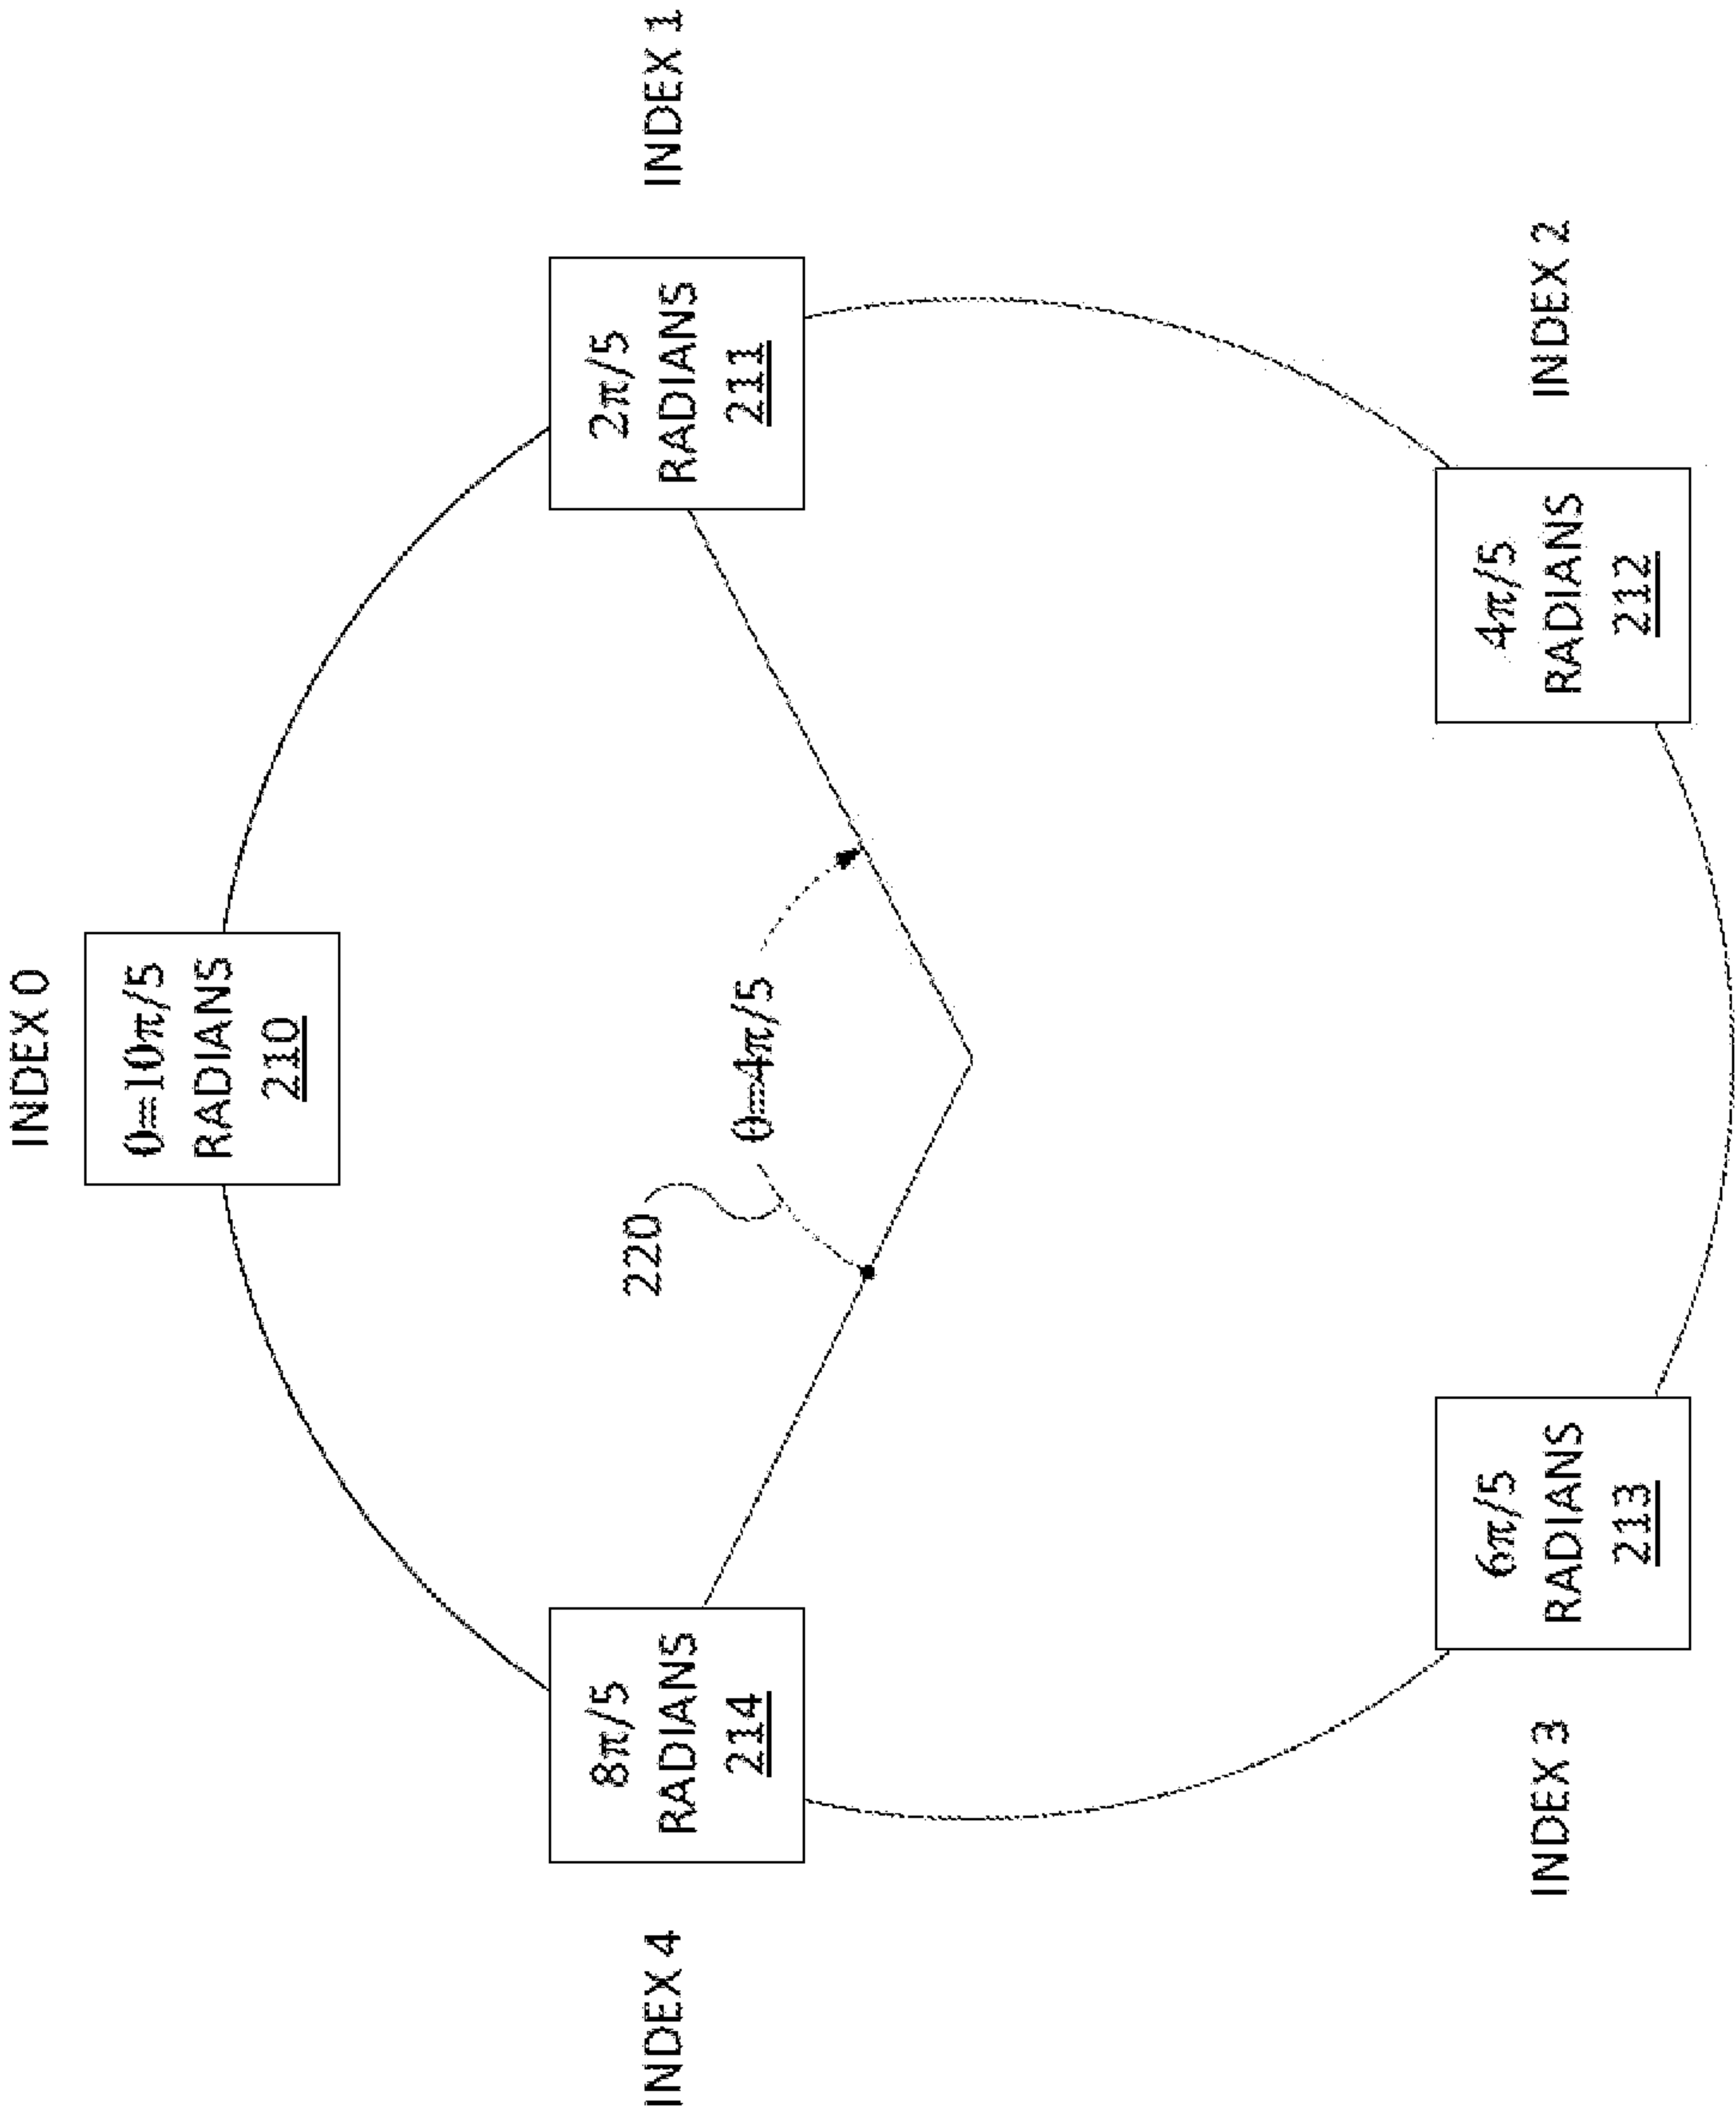 INDEX 0
0=10π/5
RADIANS
210
INDEX 1
2π/5
RADIANS
211
INDEX 2
4π/5
RADIANS
212
INDEX 3
6π/5
RADIANS
213
INDEX 4
8π/5
RADIANS
214
220
0=4π/5